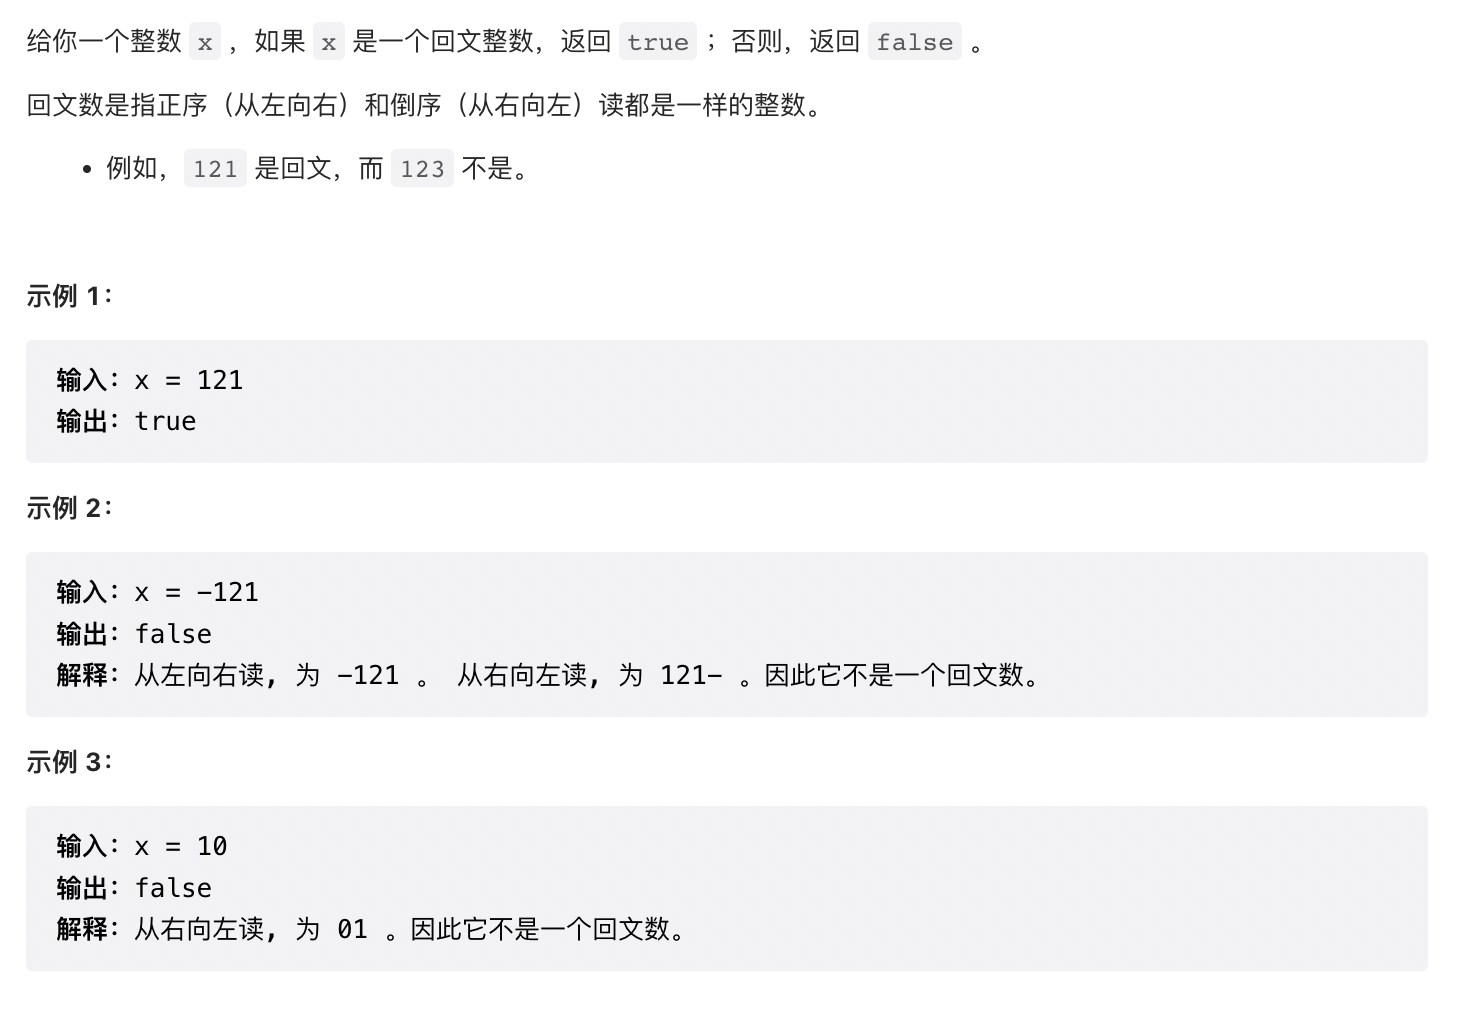 给你一个整数 x ，如果 x 是一个回文整数，返回 true ；否则，返回 false 。
回文数是指正序（从左向右）和倒序（从右向左）读都是一样的整数。
• 例如，121 是回文，而 123 不是。
示例 1：
输入：x = 121
输出：true
示例 2：
输入：x = -121
输出：false
解释：从左向右读, 为 -121 。 从右向左读, 为 121- 。因此它不是一个回文数。
示例 3：
输入：x = 10
输出：false
解释：从右向左读, 为 01 。因此它不是一个回文数。